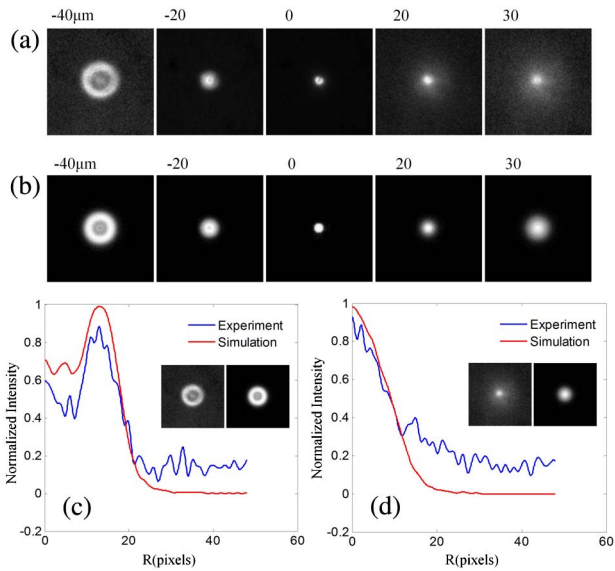 -40μm -20 0 20 30
(a)
-40μm -20 0 20 30
(b)
1
0.8
0.6
0.4
0.2
0
-0.2
0 20 40 60
Normalized Intensity
R(pixels)
Experiment
Simulation
(c)
1
0.8
0.6
0.4
0.2
0
-0.2
0 20 40 60
Normalized Intensity
R(pixels)
Experiment
Simulation
(d)